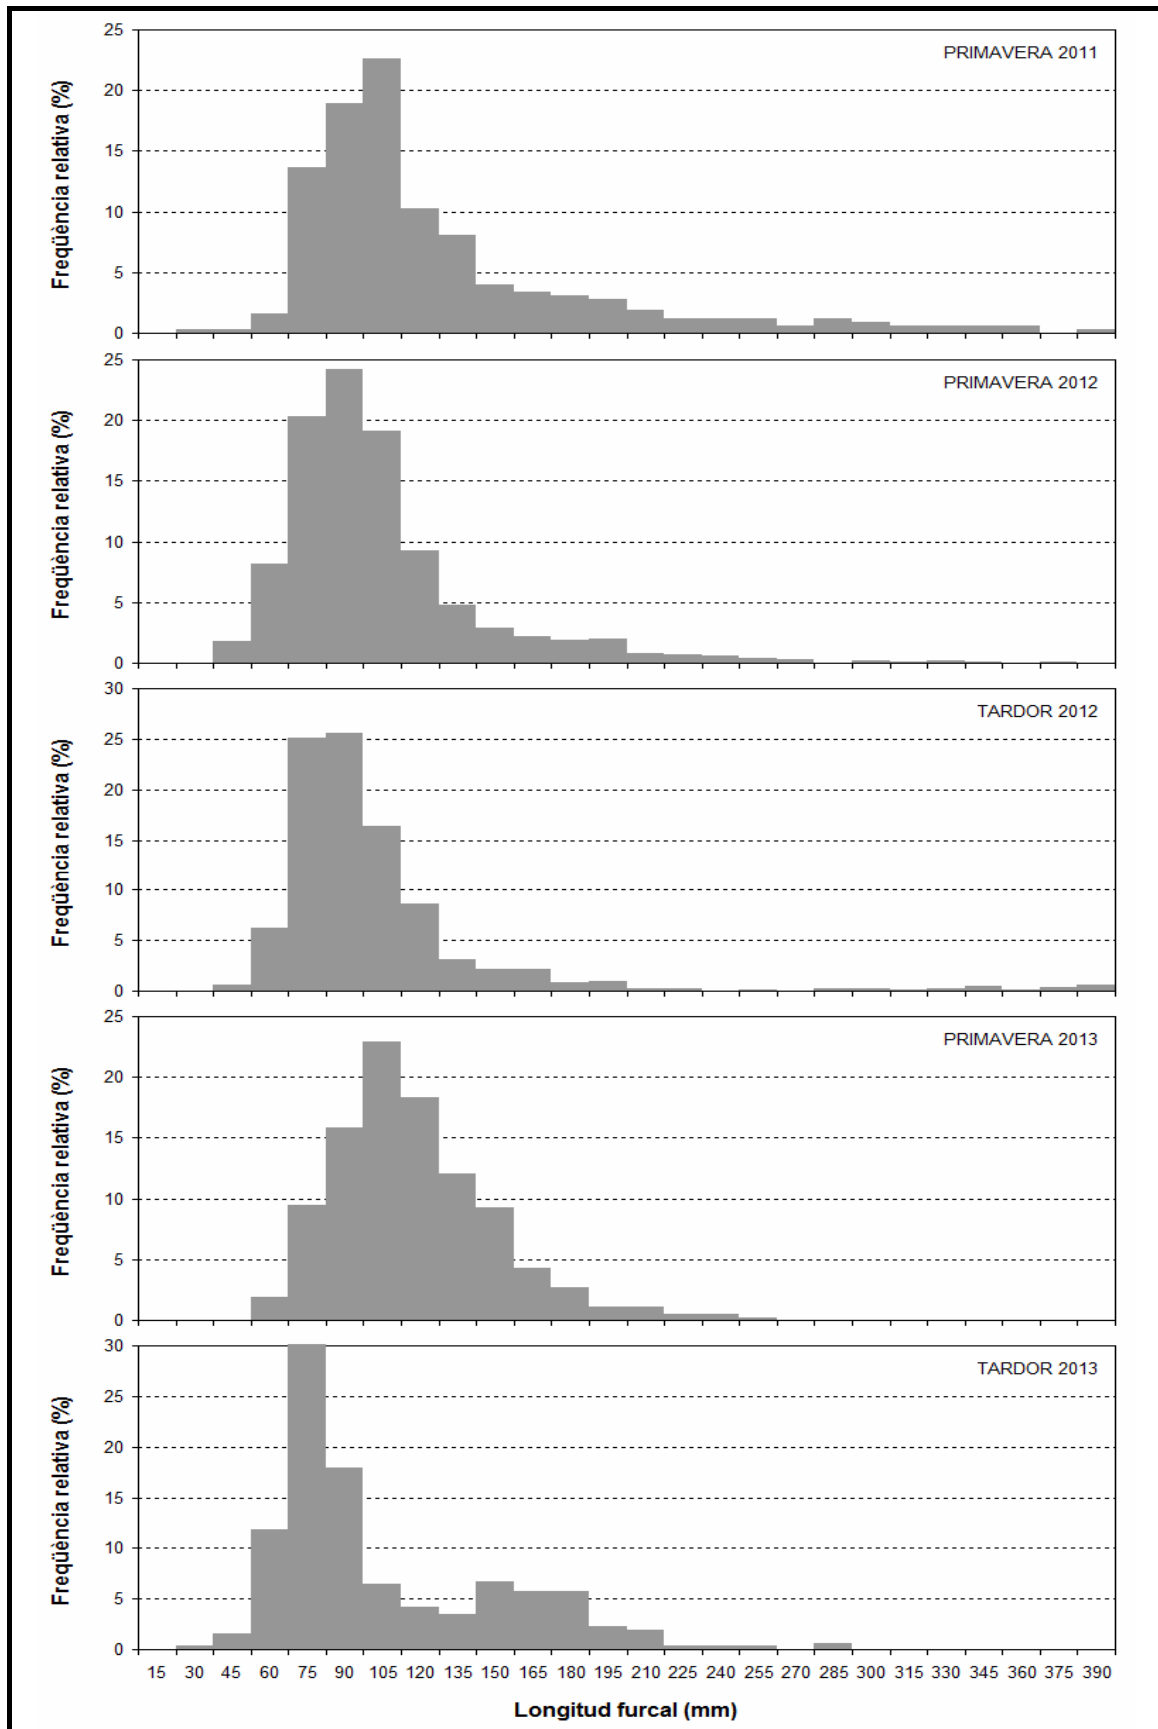 25
PRIMAVERA 2011
20
15
10
5
0
Freqüència relativa (%)
25
PRIMAVERA 2012
20
15
10
5
0
Freqüència relativa (%)
30
TARDOR 2012
25
20
15
10
5
0
Freqüència relativa (%)
25
PRIMAVERA 2013
20
15
10
5
0
Freqüència relativa (%)
30
TARDOR 2013
25
20
15
10
5
0
Freqüència relativa (%)
15 30 45 60 75 90 105 120 135 150 165 180 195 210 225 240 255 270 285 300 315 330 345 360 375 390
Longitud furcal (mm)